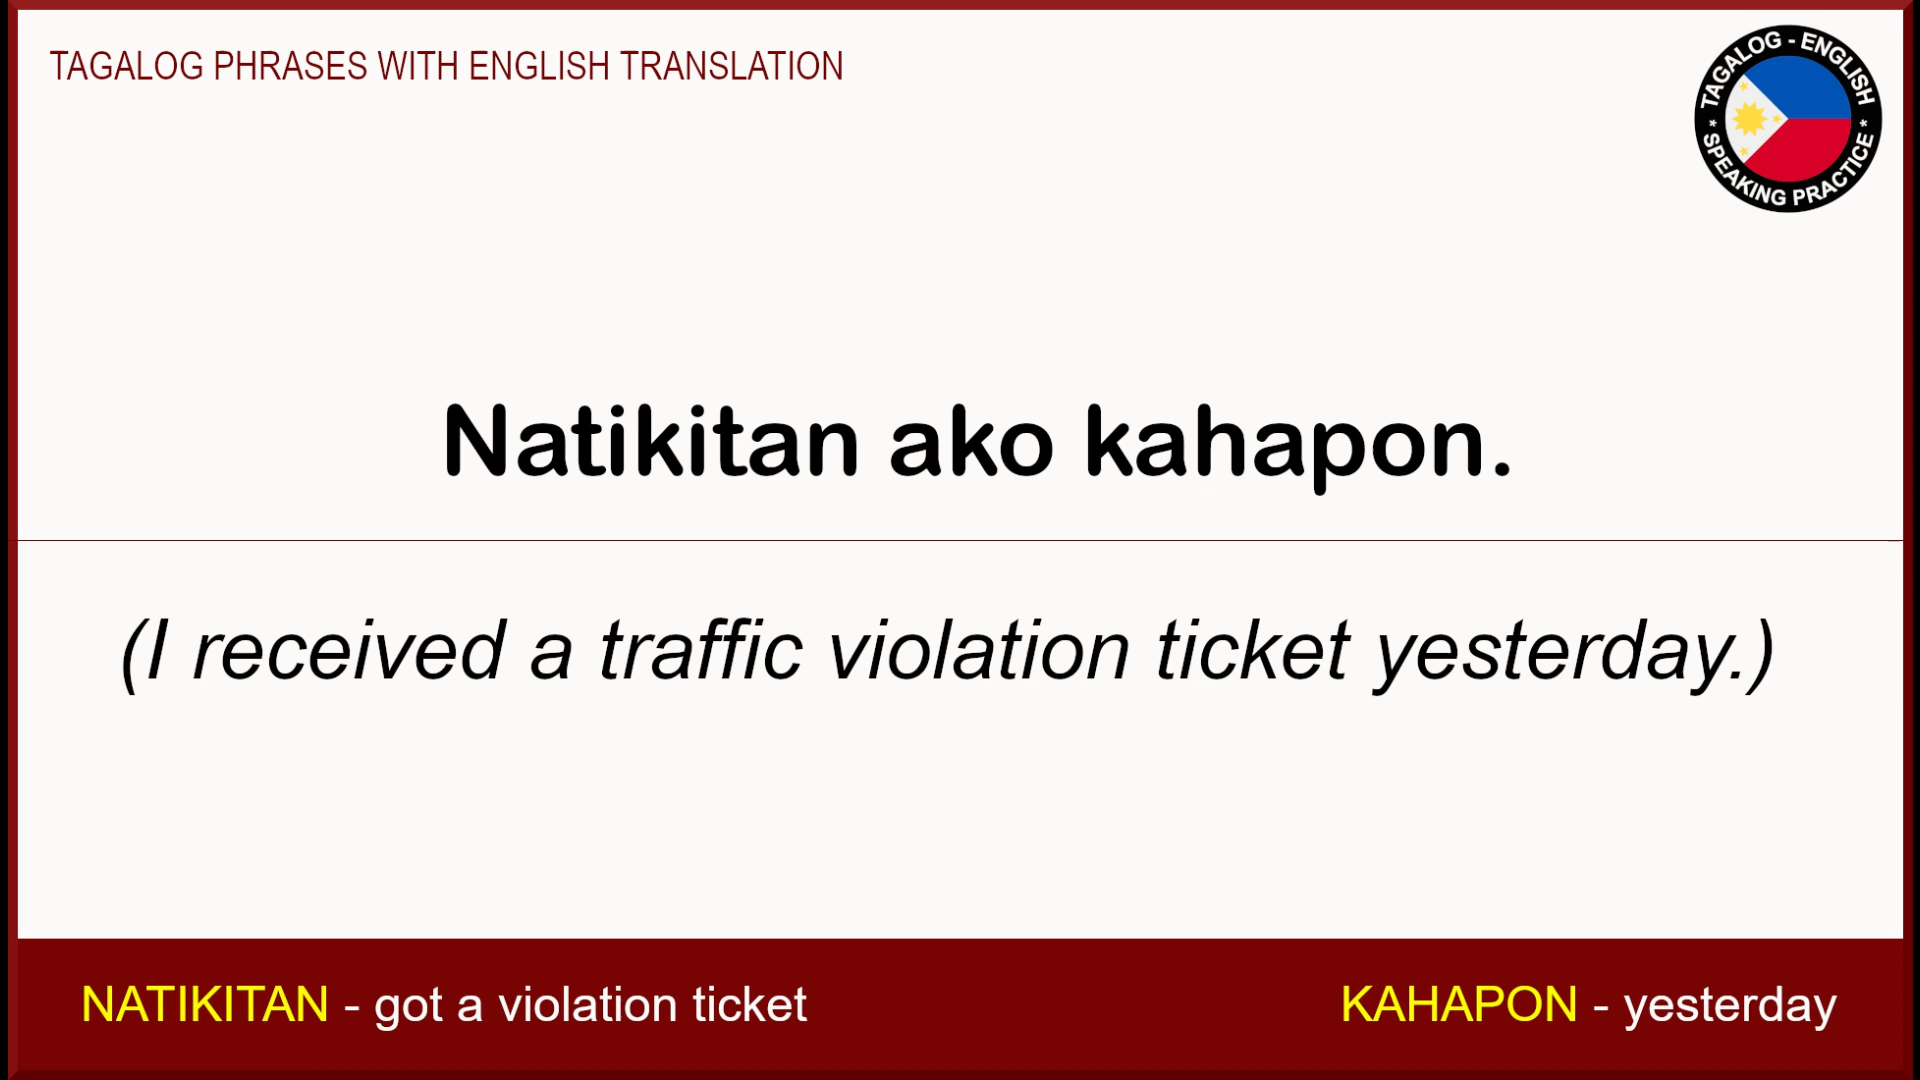 TAGALOG PHRASES WITH ENGLISH TRANSLATION
TAGALOG - ENGLISH
* SPEAKING PRACTICE *
Natikitan ako kahapon.
(I received a traffic violation ticket yesterday.)
NATIKITAN - got a violation ticket
KAHAPON - yesterday